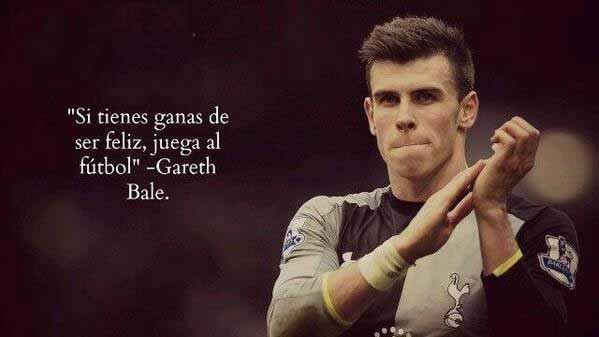 "Si tienes ganas de
ser feliz, juega al
fútbol" -Gareth
Bale.